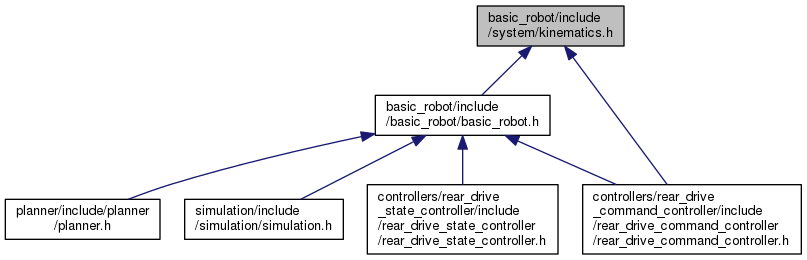 basic_robot/include
/system/kinematics.h
basic_robot/include
/basic_robot/basic_robot.h
planner/include/planner
/planner.h
simulation/include
/simulation/simulation.h
controllers/rear_drive
_state_controller/include
/rear_drive_state_controller
/rear_drive_state_controller.h
controllers/rear_drive
_command_controller/include
/rear_drive_command_controller
/rear_drive_command_controller.h